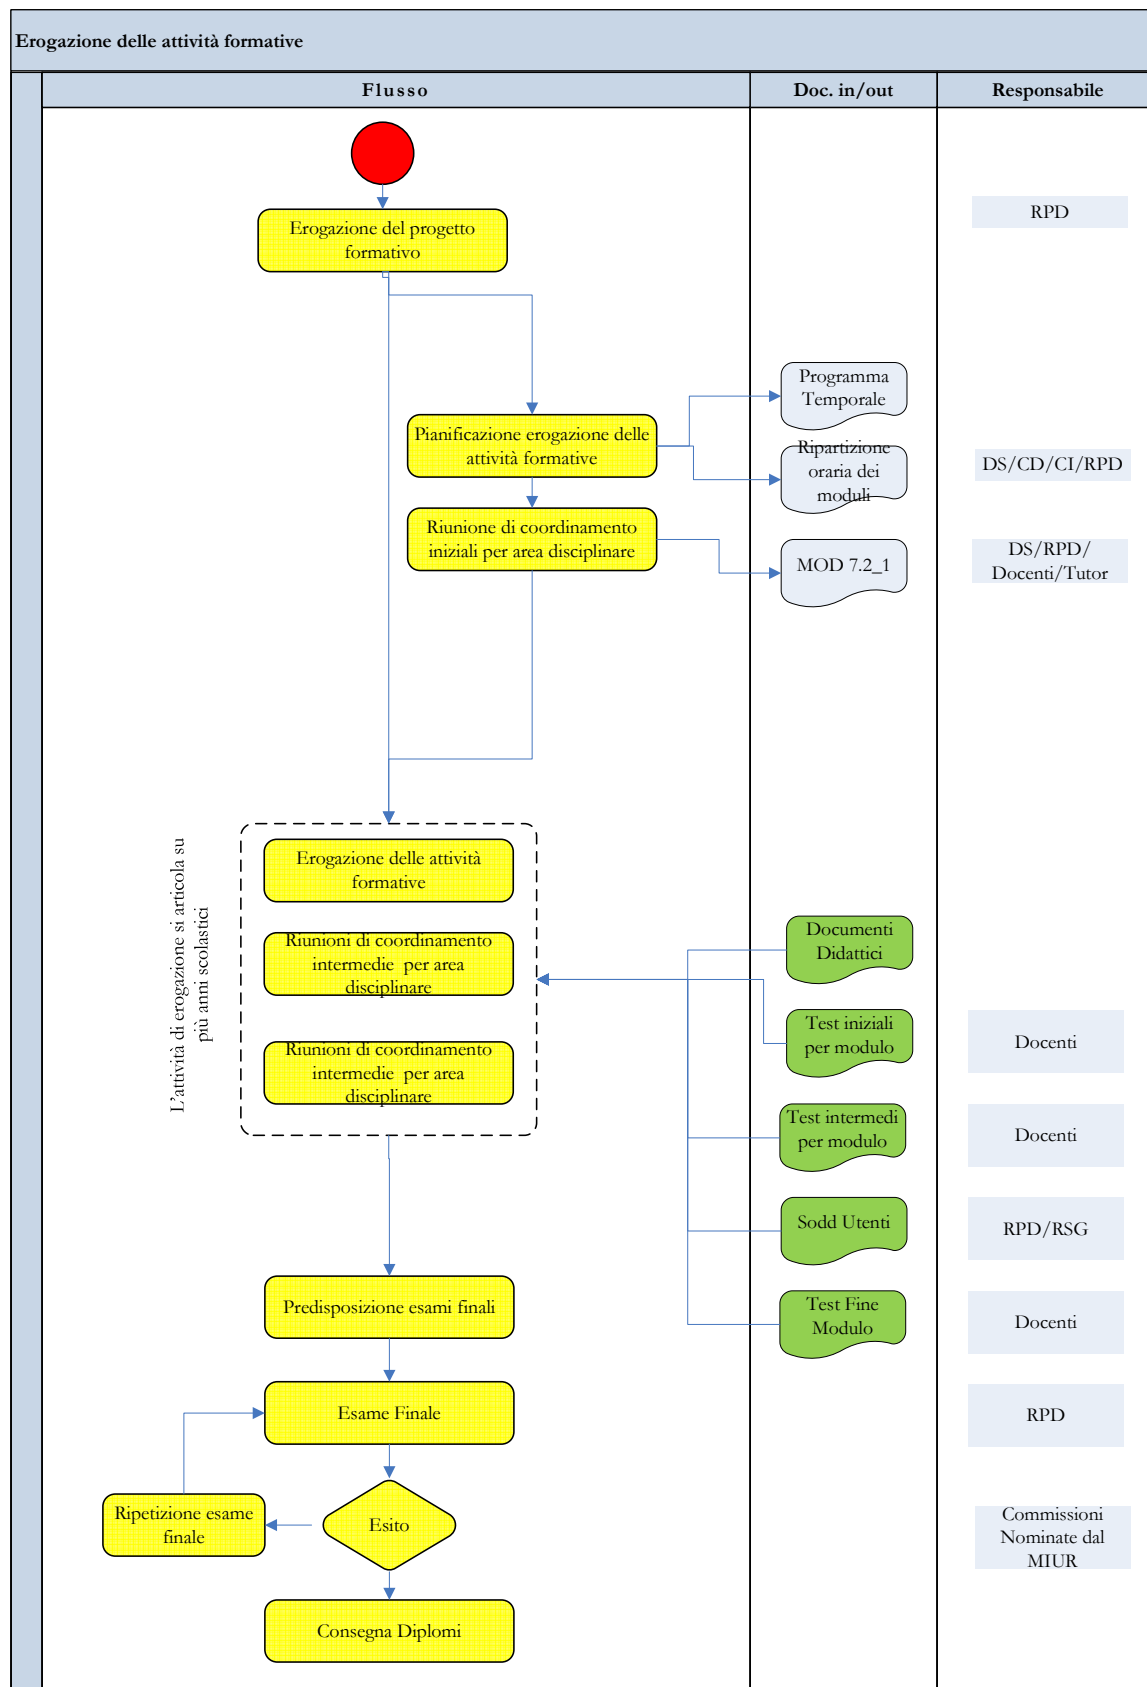 Erogazione delle attività formative
Flusso
Doc. in/out
Responsabile
Erogazione del progetto
formativo
RPD
Programma
Temporale
Pianificazione erogazione delle
attività formative
Ripartizione
oraria dei
moduli
DS/CD/CI/RPD
Riunione di coordinamento
iniziali per area disciplinare
MOD 7.2_1
DS/RPD/
Docenti/Tutor
L'attività di erogazione si articola su
più anni scolastici
Erogazione delle attività
formative
Riunioni di coordinamento
intermedie per area
disciplinare
Riunioni di coordinamento
intermedie per area
disciplinare
Documenti
Didattici
Test iniziali
per modulo
Docenti
Test intermedi
per modulo
Docenti
Sodd Utenti
RPD/RSG
Predisposizione esami finali
Test Fine
Modulo
Docenti
Esame Finale
RPD
Ripetizione esame
finale
Esito
Commissioni
Nominate dal
MIUR
Consegna Diplomi